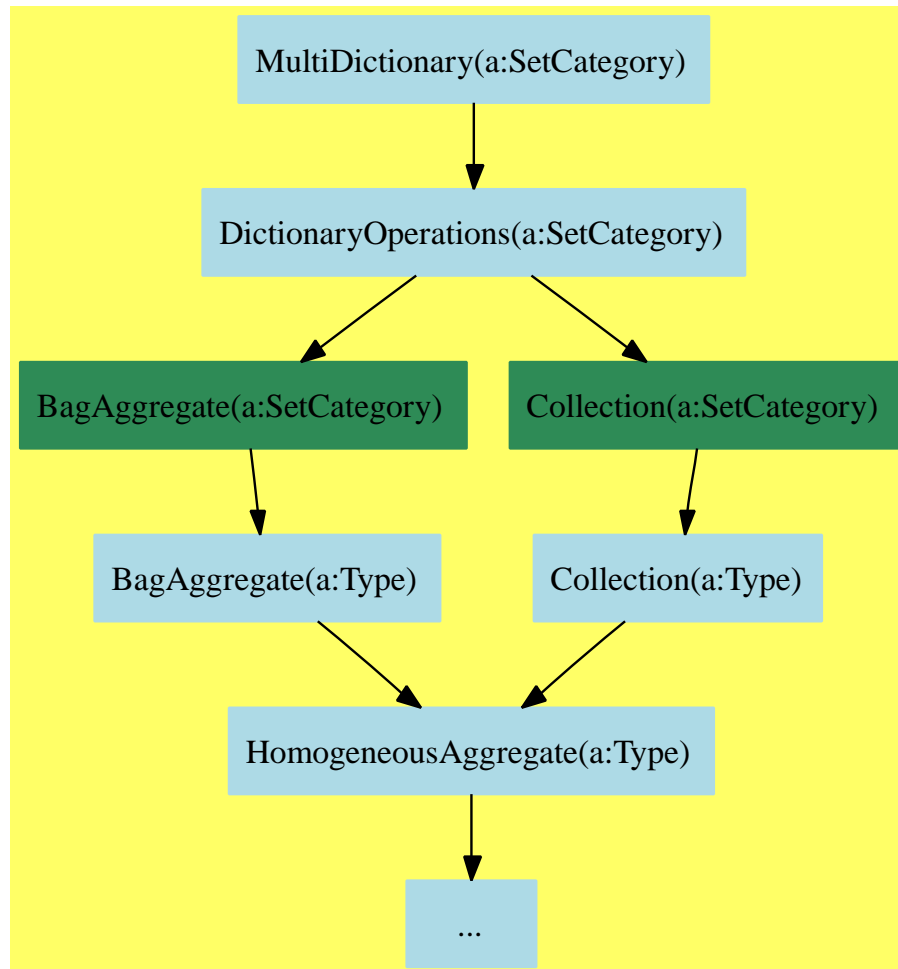 MultiDictionary(a:SetCategory)
DictionaryOperations(a:SetCategory)
BagAggregate(a:SetCategory)
Collection(a:SetCategory)
BagAggregate(a:Type)
Collection(a:Type)
HomogeneousAggregate(a:Type)
...